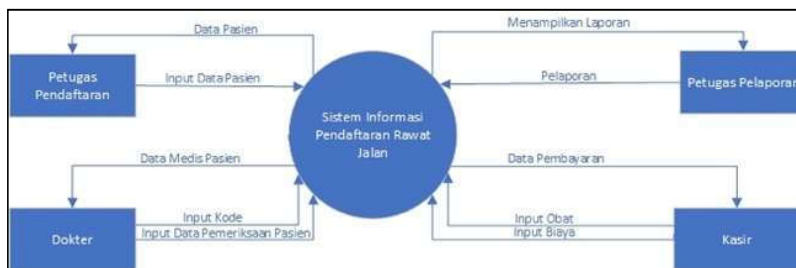 Data Pasien
Menampilkan Laporan
Petugas
Pendaftaran
Input Data Pasien
Pelaporan
Petugas Pelaporan
Sistem Informasi
Pendaftaran Rawat
Jalan
Data Medis Pasien
Data Pembayaran
Dokter
Input Kode
Input Data Pemeriksaan Pasien
Input Obat
Input Biaya
Kasir